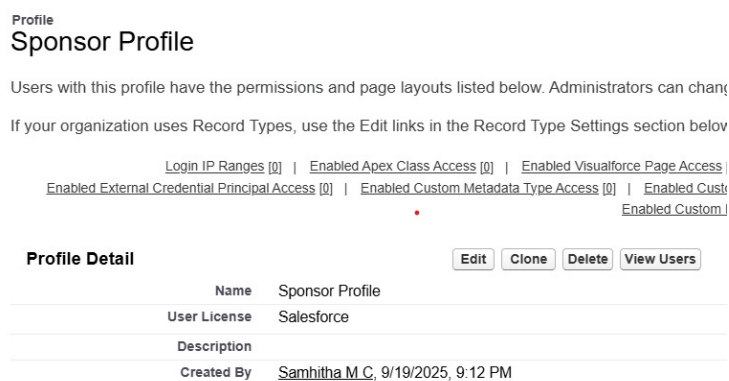 Profile
Sponsor Profile
Users with this profile have the permissions and page layouts listed below. Administrators can chang
If your organization uses Record Types, use the Edit links in the Record Type Settings section below
Login IP Ranges [0] | Enabled Apex Class Access [0] | Enabled Visualforce Page Access
Enabled External Credential Principal Access [0] | Enabled Custom Metadata Type Access [0] | Enabled Custo
Enabled Custom
Profile Detail Edit Clone Delete View Users
Name Sponsor Profile
User License Salesforce
Description
Created By Samhitha M C, 9/19/2025, 9:12 PM